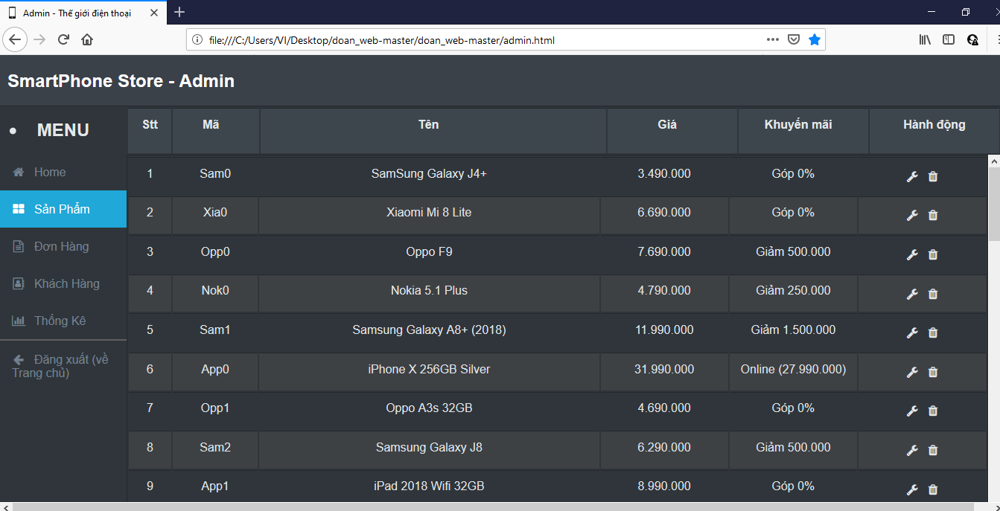 Admin - Thế giới điện thoại
file:///C:/Users/VI/Desktop/doan_web-master/doan_web-master/admin.html
SmartPhone Store - Admin
MENU
Home
Sản Phẩm
Đơn Hàng
Khách Hàng
Thống Kê
Đăng xuất (về
Trang chủ)
Stt Mã Tên Giá Khuyến mãi Hành động
1 Sam0 SamSung Galaxy J4+ 3.490.000 Góp 0%
2 Xia0 Xiaomi Mi 8 Lite 6.690.000 Góp 0%
3 Opp0 Oppo F9 7.690.000 Giảm 500.000
4 Nok0 Nokia 5.1 Plus 4.790.000 Giảm 250.000
5 Sam1 Samsung Galaxy A8+ (2018) 11.990.000 Giảm 1.500.000
6 App0 iPhone X 256GB Silver 31.990.000 Online (27.990.000)
7 Opp1 Oppo A3s 32GB 4.690.000 Góp 0%
8 Sam2 Samsung Galaxy J8 6.290.000 Giảm 500.000
9 App1 iPad 2018 Wifi 32GB 8.990.000 Góp 0%